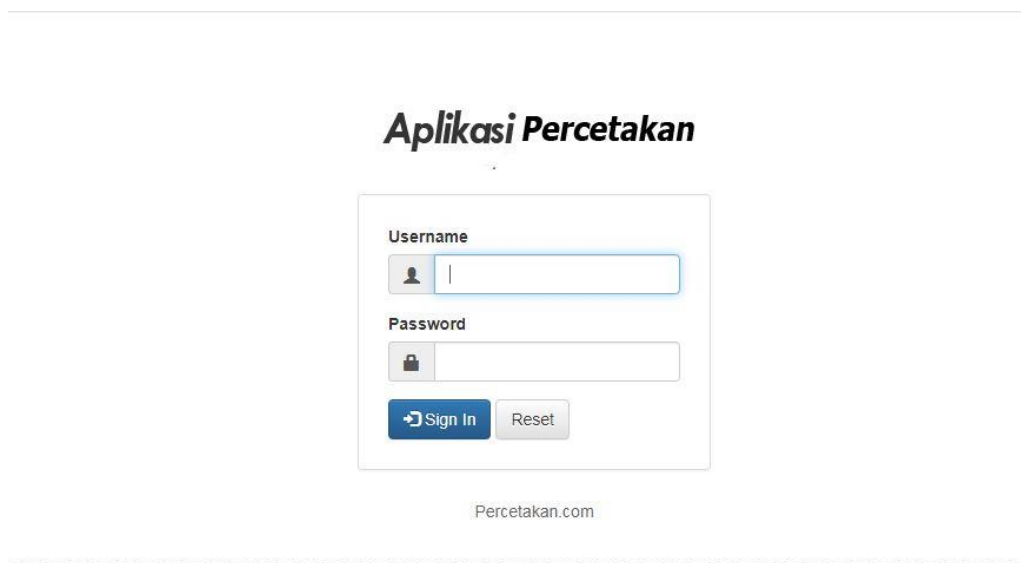 Aplikasi Percetakan
Username
Password
Sign In Reset
Percetakan.com